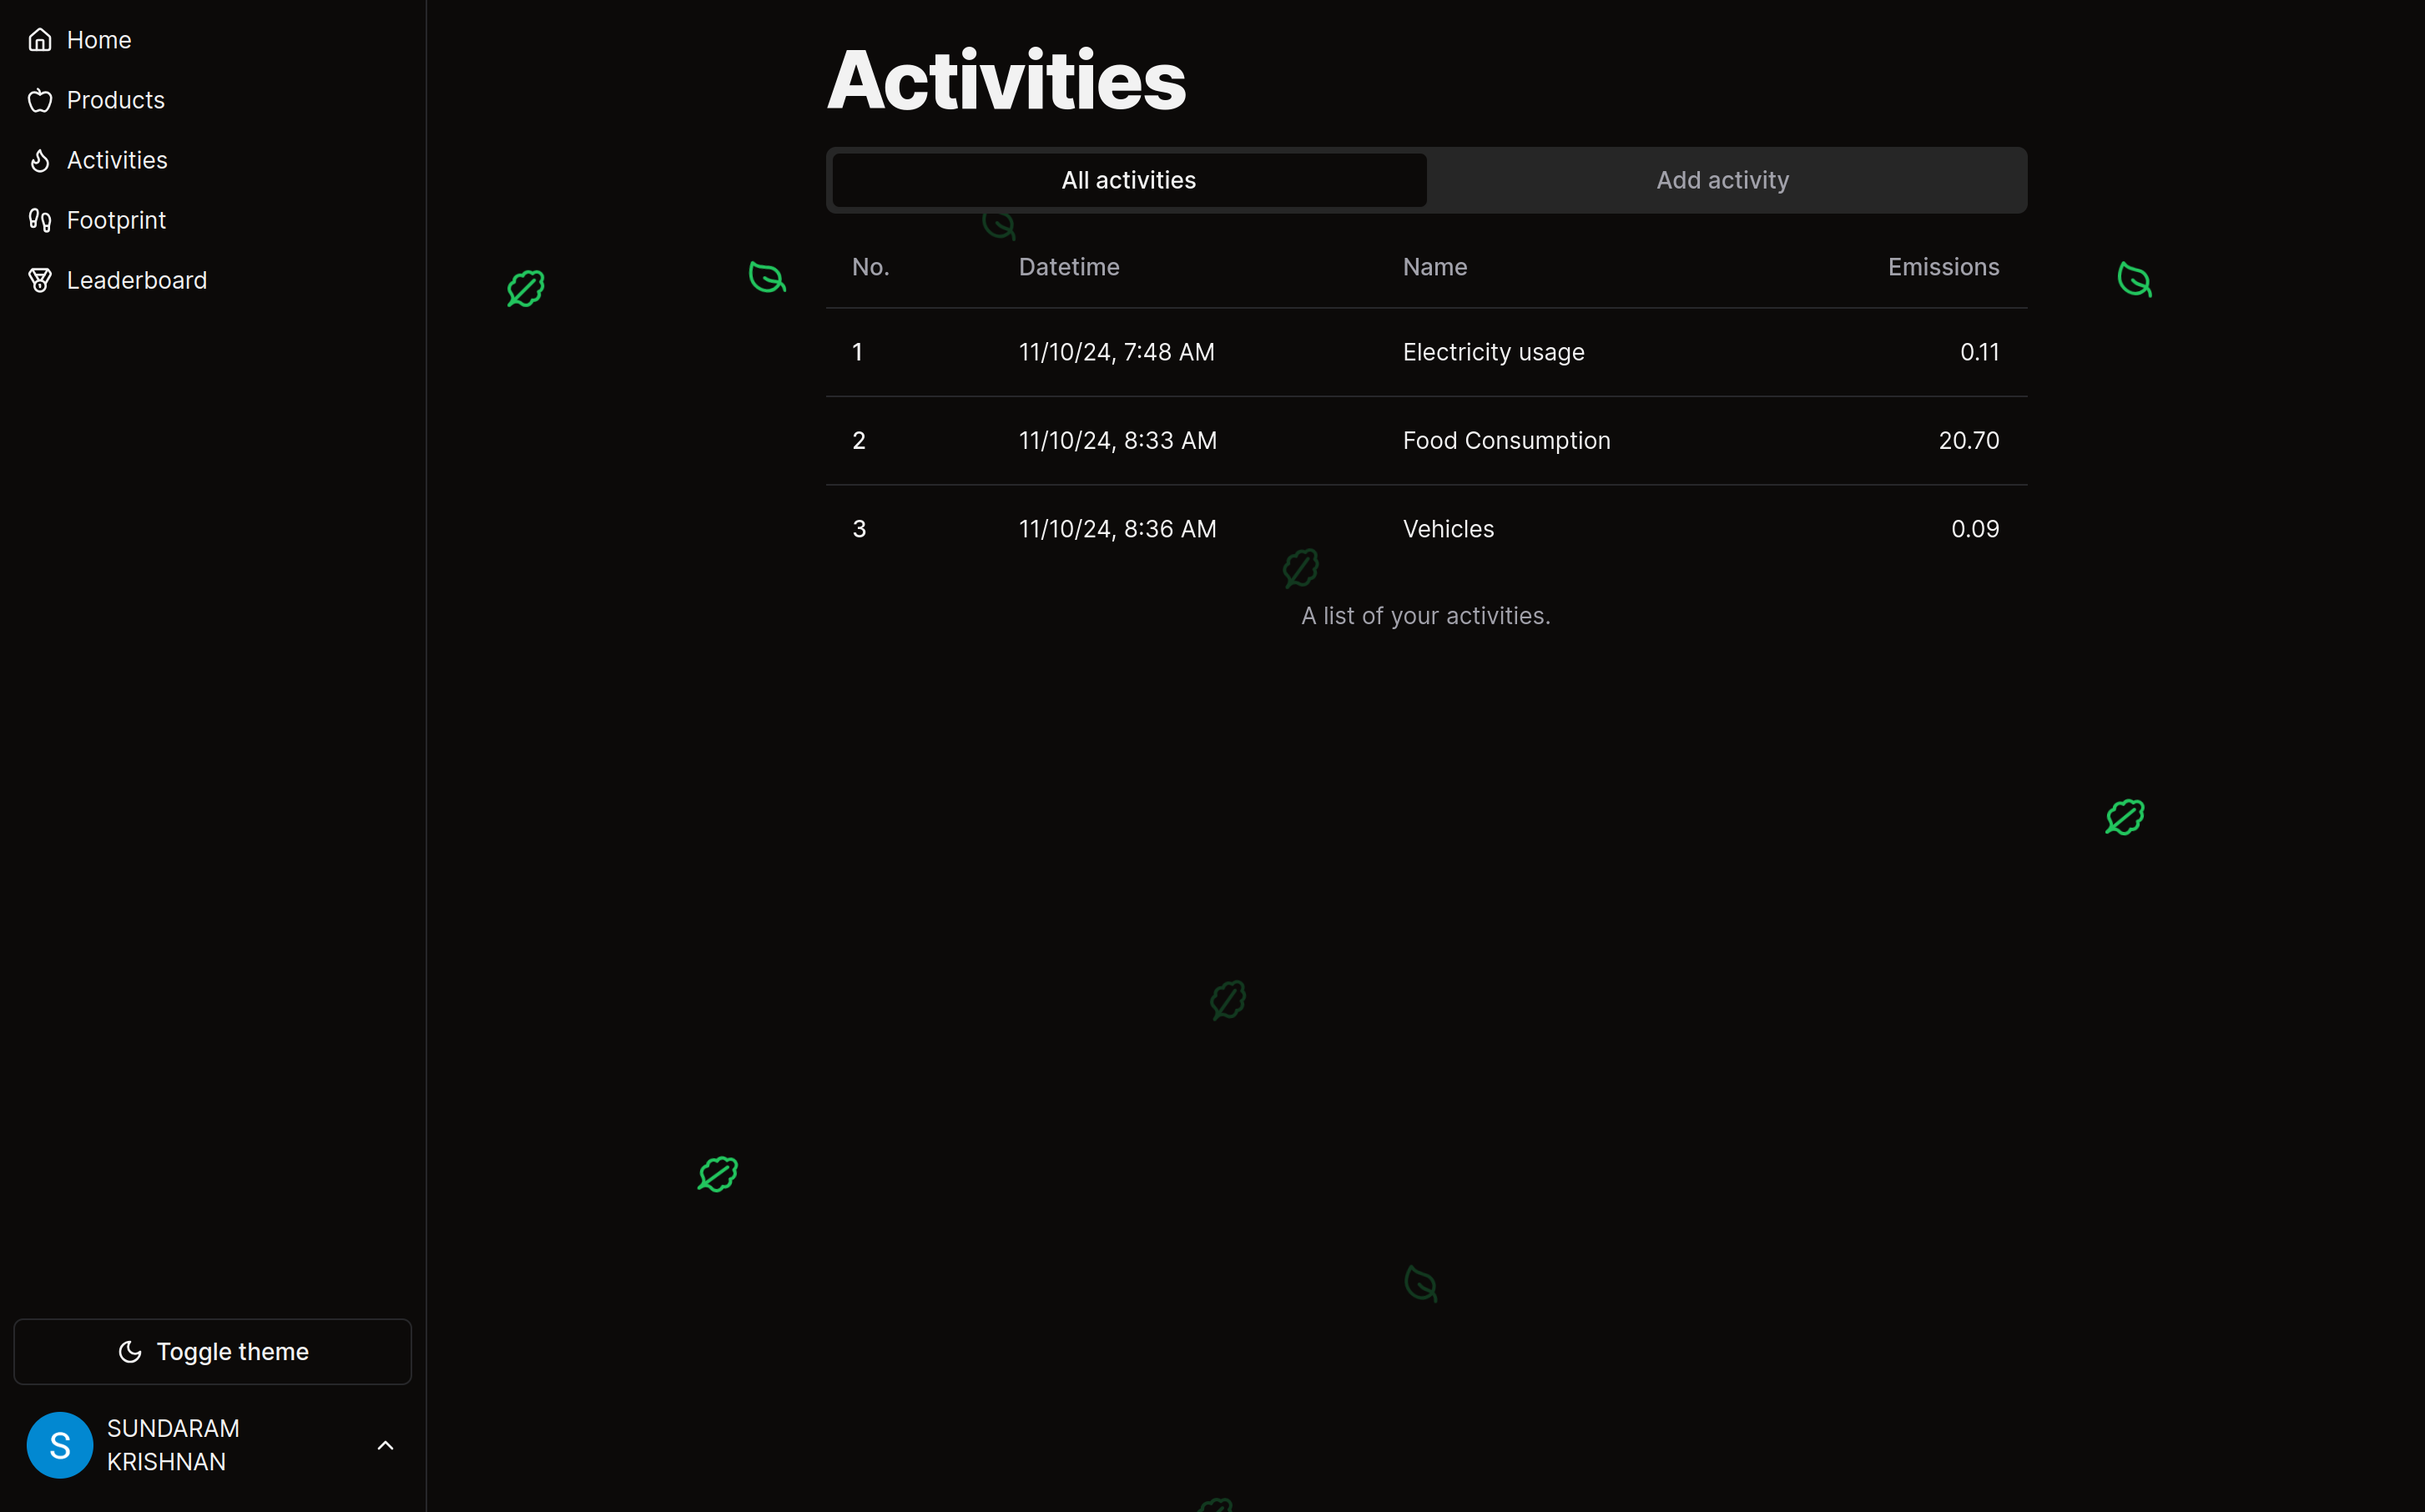 Home
Products
Activities
Footprint
Leaderboard
Toggle theme
S
SUNDARAM
KRISHNAN
Activities
All activities
Add activity
No. Datetime Name Emissions
1 11/10/24, 7:48 AM Electricity usage 0.11
2 11/10/24, 8:33 AM Food Consumption 20.70
3 11/10/24, 8:36 AM Vehicles 0.09
A list of your activities.